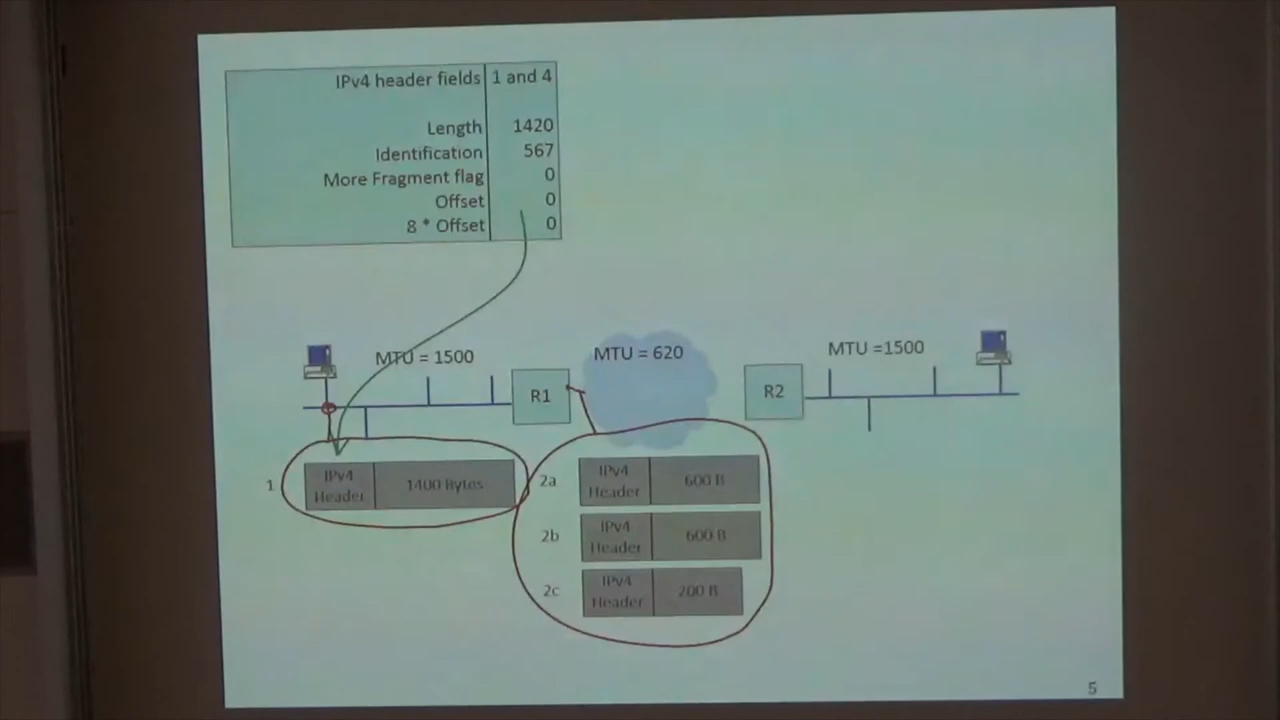 IPv4 header fields 1 and 4
Length 1420
Identification 567
More Fragment flag 0
Offset 0
8 * Offset 0
MTU = 1500
MTU = 620
MTU =1500
R1
R2
1
IPv4
Header
1400 Bytes
2a
IPv4
Header
600 B
2b
IPv4
Header
600 B
2c
IPv4
Header
200 B
5